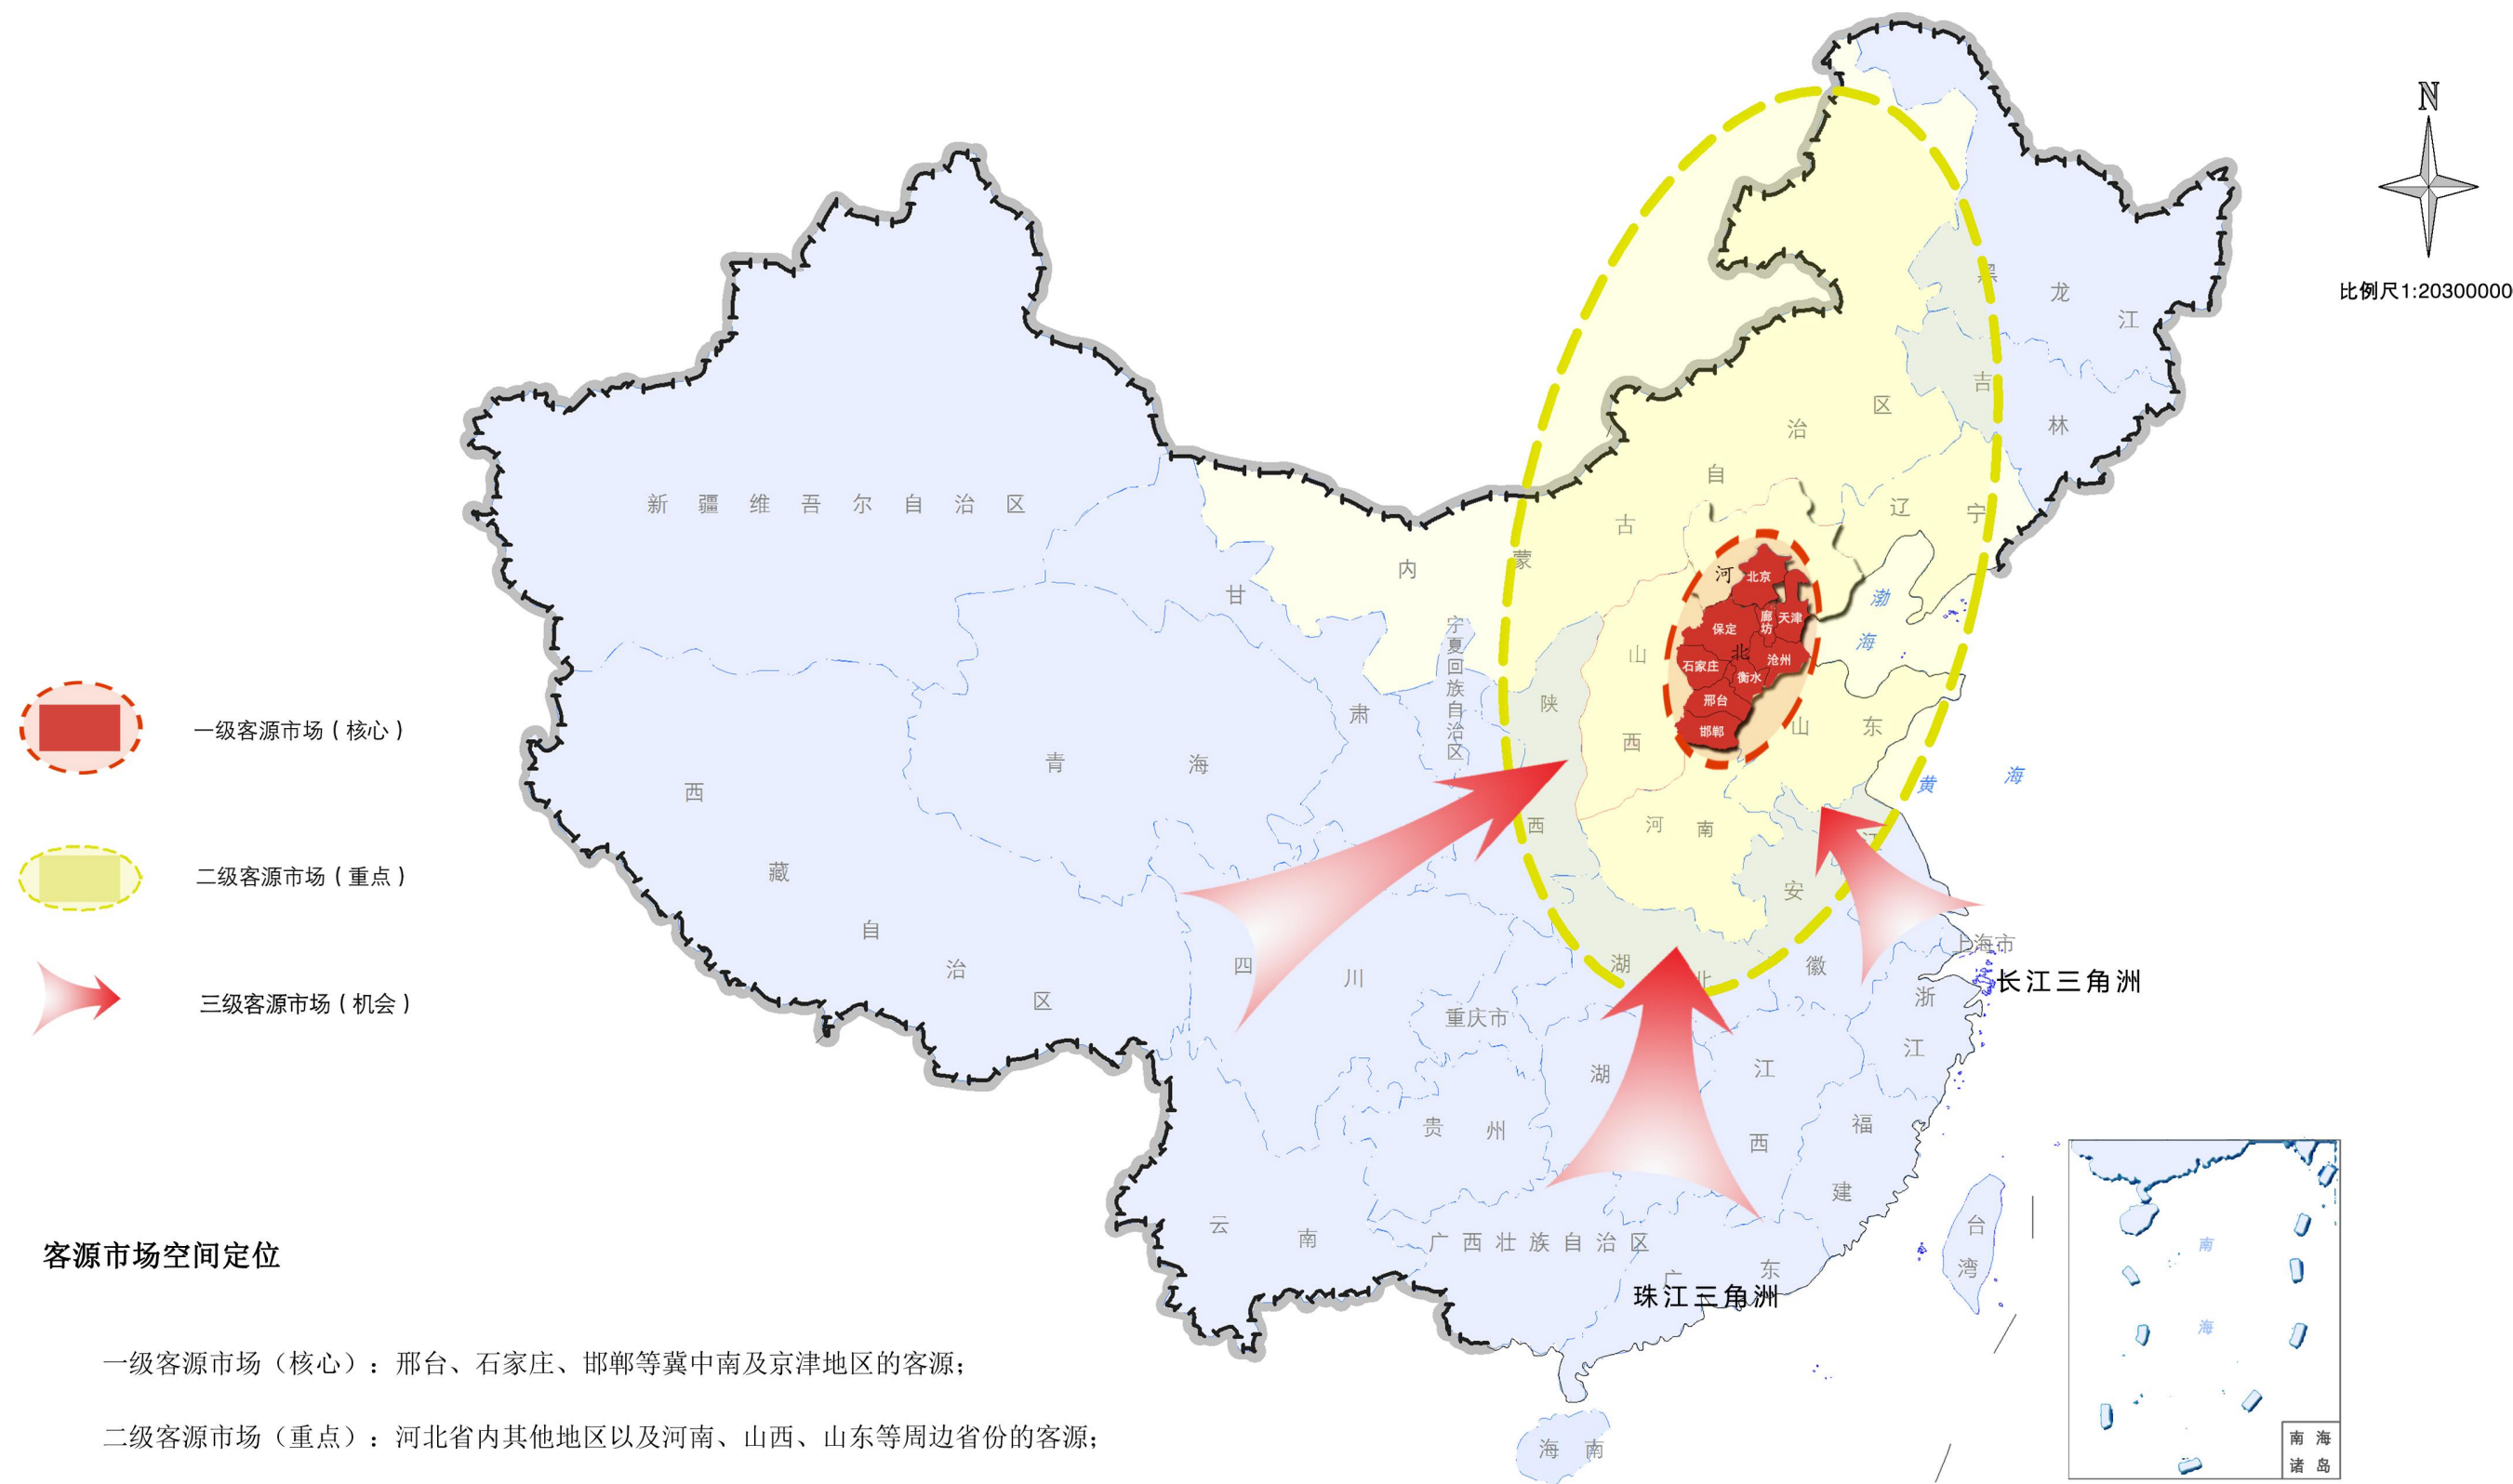 N
比例尺1:20300000
黑龙江
吉林
辽宁
内蒙古自治区
新疆维吾尔自治区
甘肃
宁夏回族自治区
青海
西藏自治区
陕西
山西
河北
北京
廊坊
天津
保定
沧州
石家庄
衡水
邢台
邯郸
渤海
山东
黄海
河南
江
安徽
上海市
长江三角洲
湖北
四川
重庆市
浙江
湖
江西
贵州
福建
云南
广西壮族自治区
广东
珠江三角洲
台湾
海南
南海
南海
诸岛
一级客源市场（核心）
二级客源市场（重点）
三级客源市场（机会）
客源市场空间定位
一级客源市场（核心）：邢台、石家庄、邯郸等冀中南及京津地区的客源；
二级客源市场（重点）：河北省内其他地区以及河南、山西、山东等周边省份的客源；